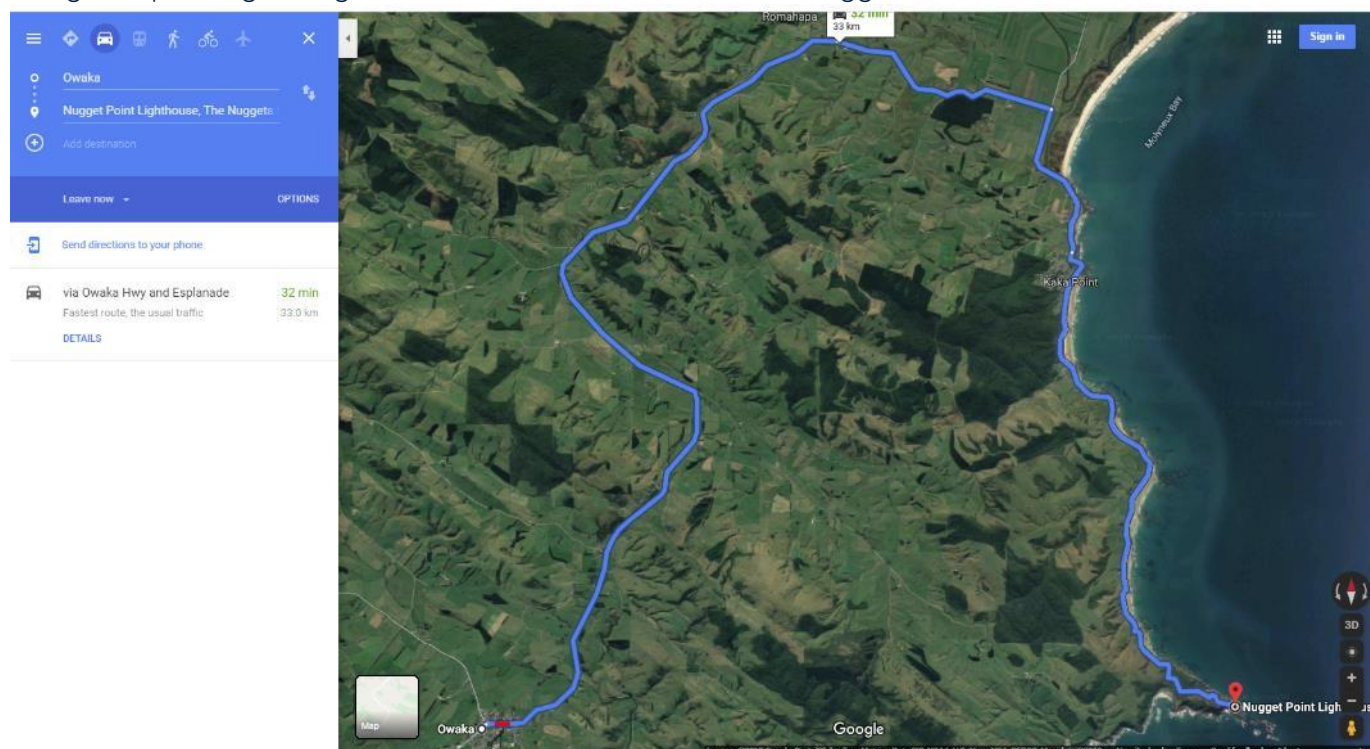 Owaka
Nugget Point Lighthouse, The Nuggets
Add destination
Leave now
OPTIONS
Send directions to your phone
via Owaka Hwy and Esplanade
32 min
Fastest route, the usual traffic
33.0 km
DETAILS
Romahapa
32 min
33 km
Sign in
Molyneux Bay
Kaka Point
3D
Nugget Point Ligh
Map
Owaka
Google